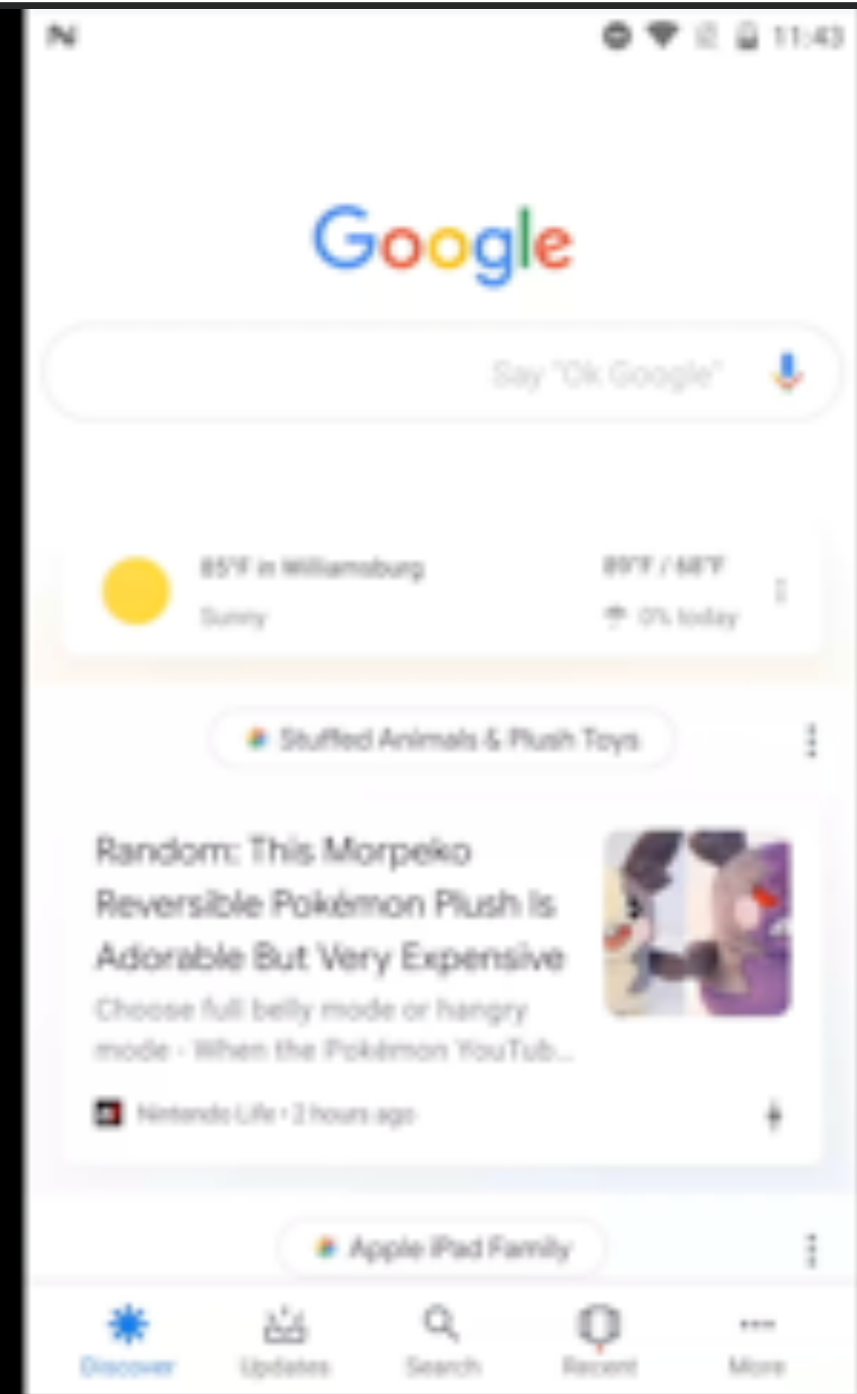 11:43
Google
Say "Ok Google"
85°F in Williamsburg
89°F / 68°F
Sunny
0% today
Stuffed Animals & Plush Toys
Random: This Morpeko
Reversible Pokémon Plush Is
Adorable But Very Expensive
Choose full belly mode or hangry
mode - When the Pokémon YouTub...
Nintendo Life • 2 hours ago
Apple iPad Family
Discover
Updates
Search
Recent
More